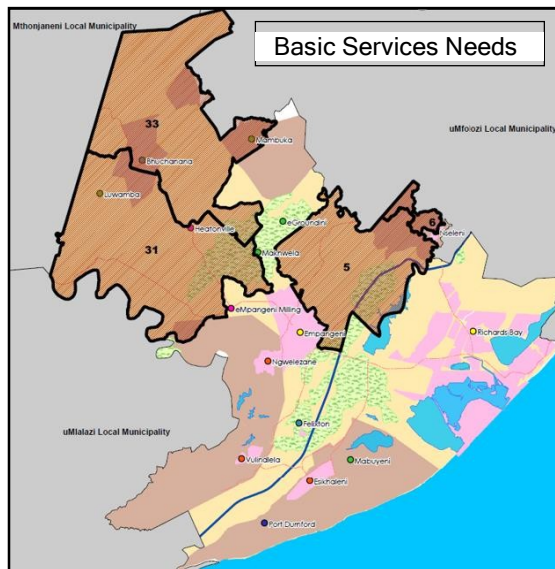 Mthonjaneni Local Municipality
Basic Services Needs
33
Mambuka
uMfolozi Local Municipality
Bhuchanana
Luwamba
eGroundini
6
Nseleni
Heatonville
31
Makhwela
5
eMpangeni Milling
Empangeni
Richards Bay
Ngwelezane
Felixton
uMlalazi Local Municipality
Vulindlela
Mabuyeni
Esikhaleni
Port Durnford